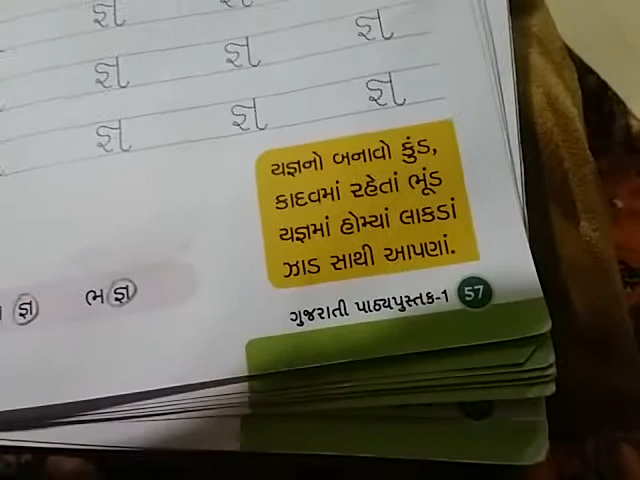 જ્ઞ
જ્ઞ જ્ઞ જ્ઞ
જ્ઞ જ્ઞ જ્ઞ
યજ્ઞનો બનાવો કુંડ,
કાદવમાં રહેતાં ભૂંડ
યજ્ઞમાં હોમ્યાં લાકડાં
ઝાડ સાથી આપણાં.
જ્ઞ ભજ્ઞ
ગુજરાતી પાઠ્યપુસ્તક-1 57